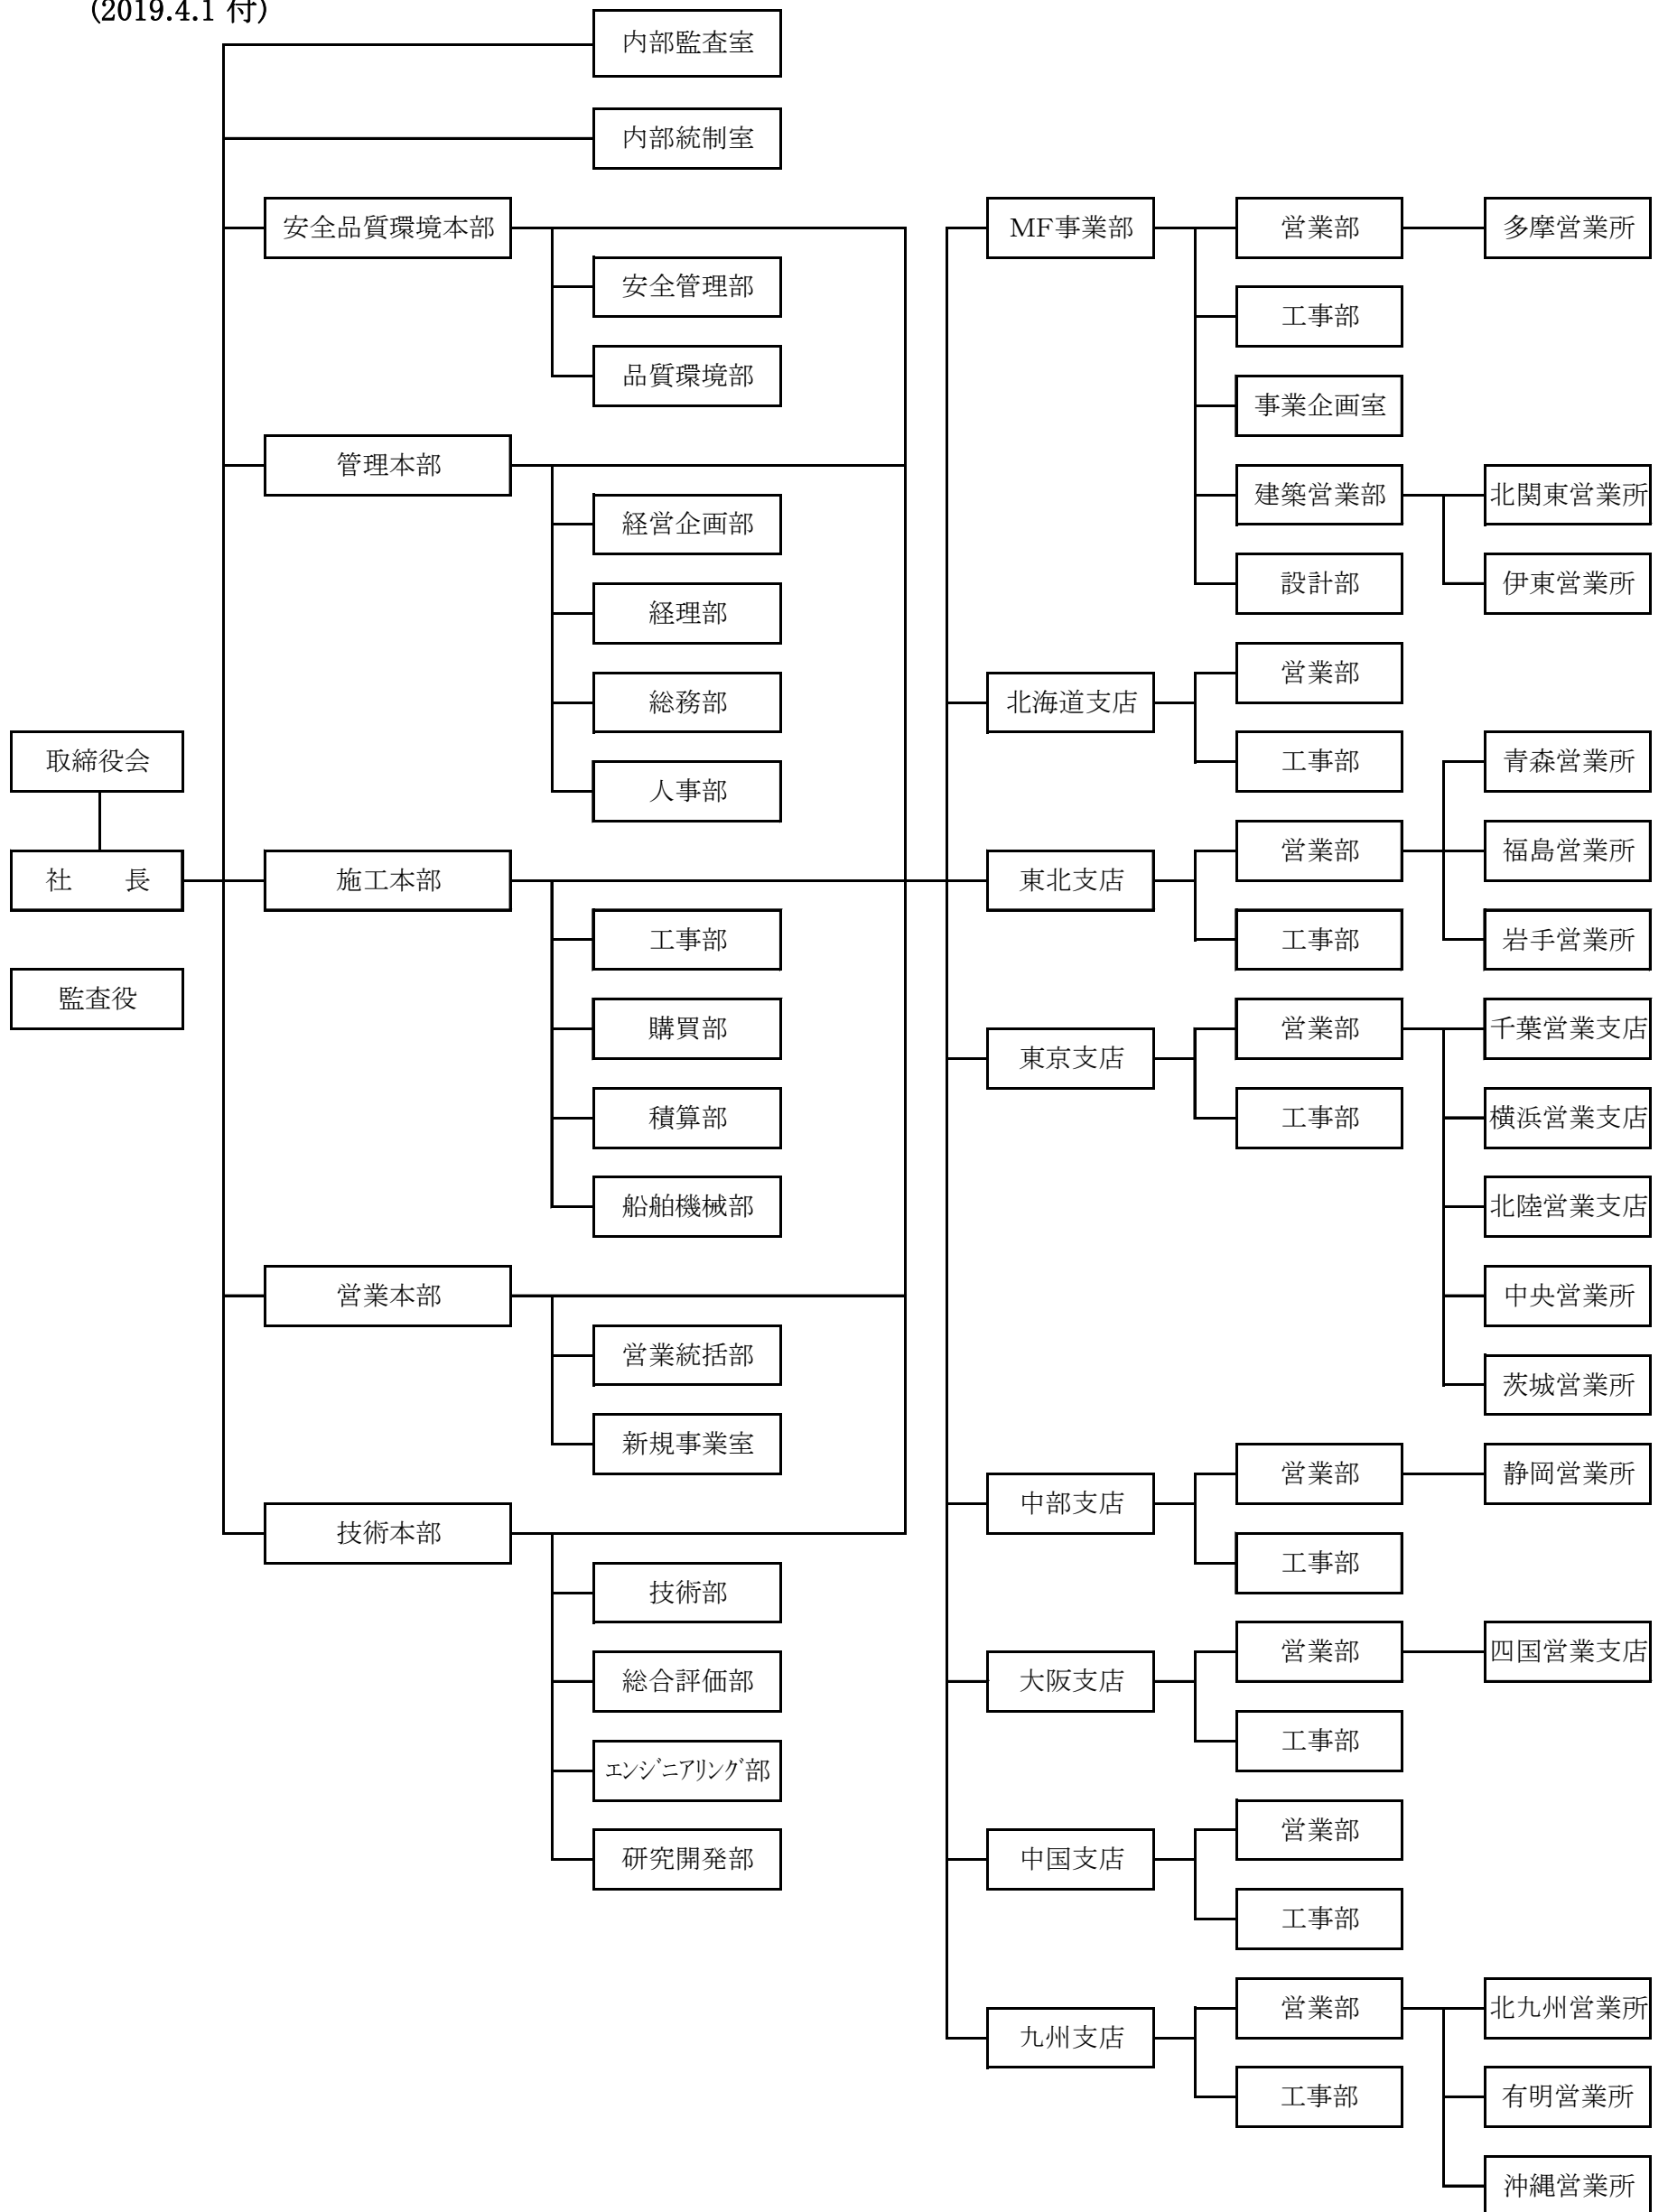 (2019.4.1 付)
内部監査室
内部統制室
安全品質環境本部
安全管理部
品質環境部
管理本部
経営企画部
経理部
総務部
人事部
取締役会
社　　長
監査役
施工本部
工事部
購買部
積算部
船舶機械部
営業本部
営業統括部
新規事業室
技術本部
技術部
総合評価部
ｴﾝｼﾞﾆｱﾘﾝｸﾞ部
研究開発部
MF事業部
営業部
多摩営業所
工事部
事業企画室
建築営業部
北関東営業所
伊東営業所
設計部
北海道支店
営業部
工事部
東北支店
営業部
青森営業所
福島営業所
岩手営業所
工事部
東京支店
営業部
千葉営業支店
横浜営業支店
北陸営業支店
中央営業所
茨城営業所
工事部
中部支店
営業部
静岡営業所
工事部
大阪支店
営業部
四国営業支店
工事部
中国支店
営業部
工事部
九州支店
営業部
北九州営業所
有明営業所
沖縄営業所
工事部